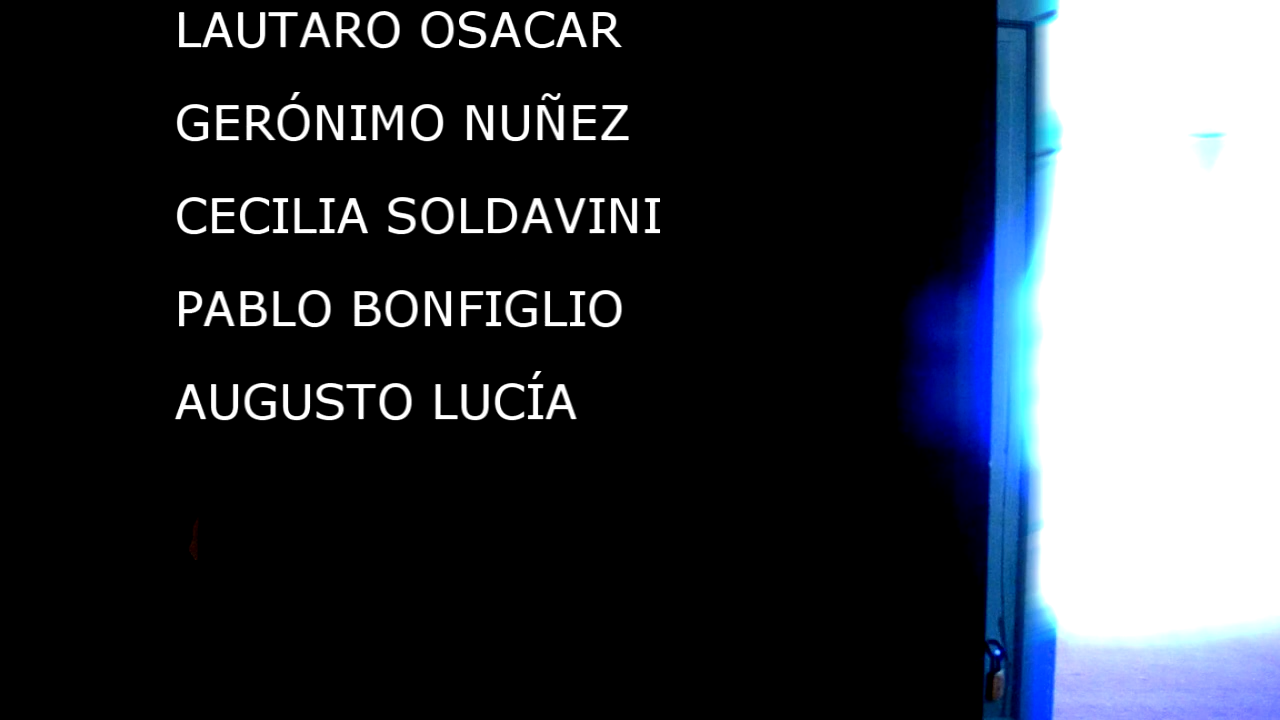 LAUTARO OSACAR
GERÓNIMO NUÑEZ
CECILIA SOLDAVINI
PABLO BONFIGLIO
AUGUSTO LUCÍA